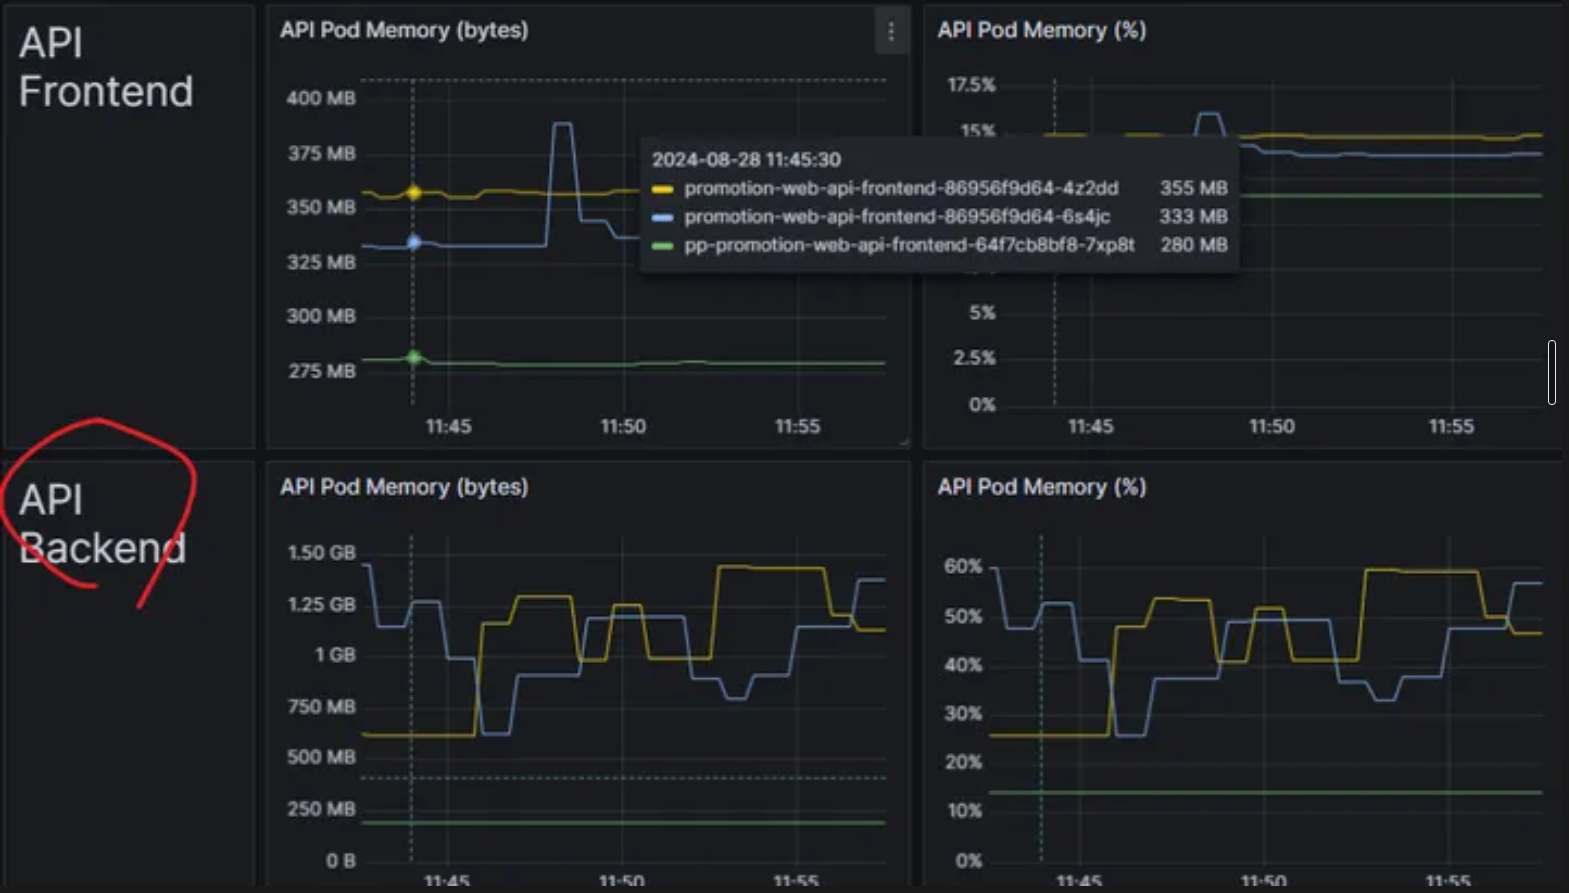 API
Frontend
API Pod Memory (bytes)
400 MB
375 MB
350 MB
325 MB
300 MB
275 MB
11:45
11:50
11:55
API Pod Memory (%)
17.5%
15%
5%
2.5%
0%
11:45
11:50
11:55
2024-08-28 11:45:30
promotion-web-api-frontend-86956f9d64-4z2dd 355 MB
promotion-web-api-frontend-86956f9d64-6s4jc 333 MB
pp-promotion-web-api-frontend-64f7cb8bf8-7xp8t 280 MB
API
Backend
API Pod Memory (bytes)
1.50 GB
1.25 GB
1 GB
750 MB
500 MB
250 MB
0 B
11:45
11:50
11:55
API Pod Memory (%)
60%
50%
40%
30%
20%
10%
0%
11:45
11:50
11:55